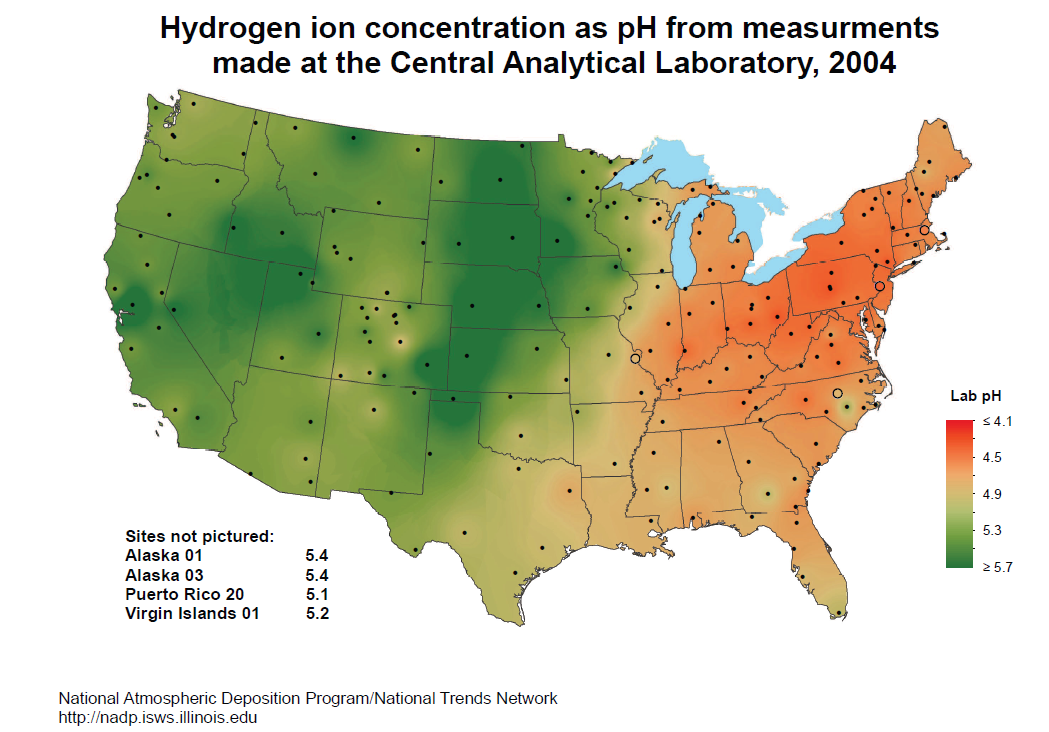 Hydrogen ion concentration as pH from measurments
made at the Central Analytical Laboratory, 2004
Lab pH
≤ 4.1
4.5
4.9
5.3
≥ 5.7
Sites not pictured:
Alaska 01 5.4
Alaska 03 5.4
Puerto Rico 20 5.1
Virgin Islands 01 5.2
National Atmospheric Deposition Program/National Trends Network
http://nadp.isws.illinois.edu